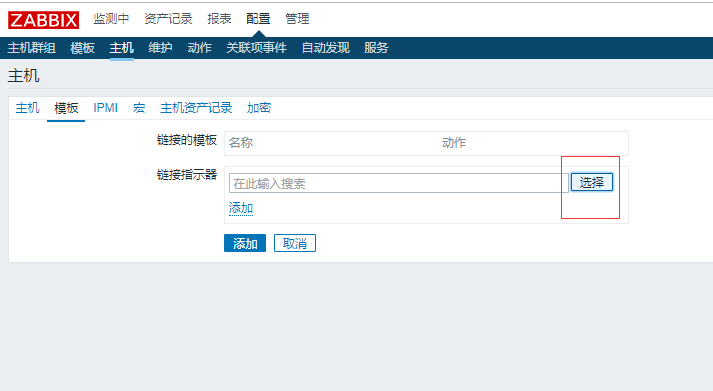 ZABBIX 监测中 资产记录 报表 配置 管理
主机群组 模板 主机 维护 动作 关联项事件 自动发现 服务
主机
主机 模板 IPMI 宏 主机资产记录 加密
链接的模板 名称 动作
链接指示器 在此输入搜索 选择
添加
添加 取消